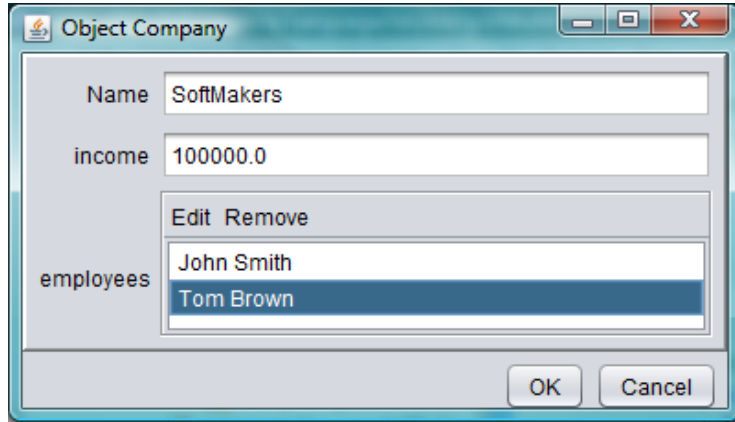 Object Company
Name SoftMakers
income 100000.0
Edit Remove
employees
John Smith
Tom Brown
OK Cancel